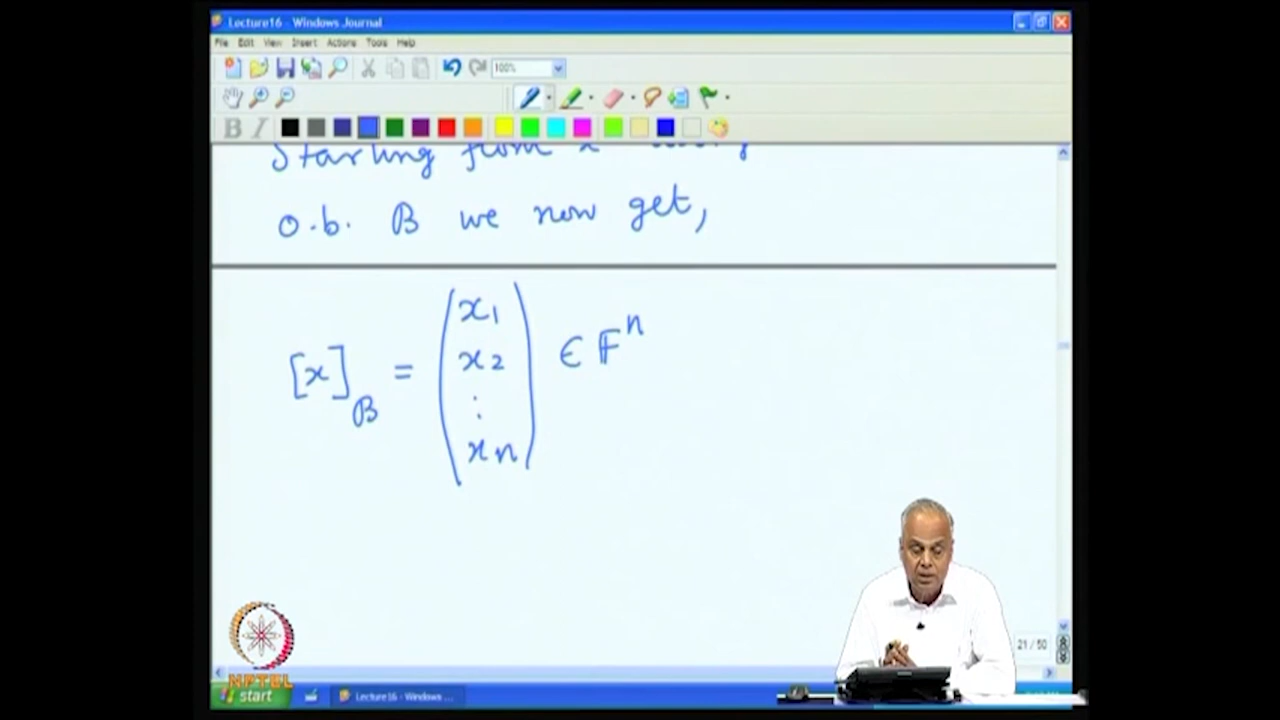 Lecture16 - Windows Journal
File Edit View Insert Actions Tools Help
100%
B I
Starting from x
o.b. B we now get,
[x]_B = (x1 x2 ⋮ xn) ∈ 𝔽^n
21 / 50
NPTEL
start Lecture16 - Windows ...